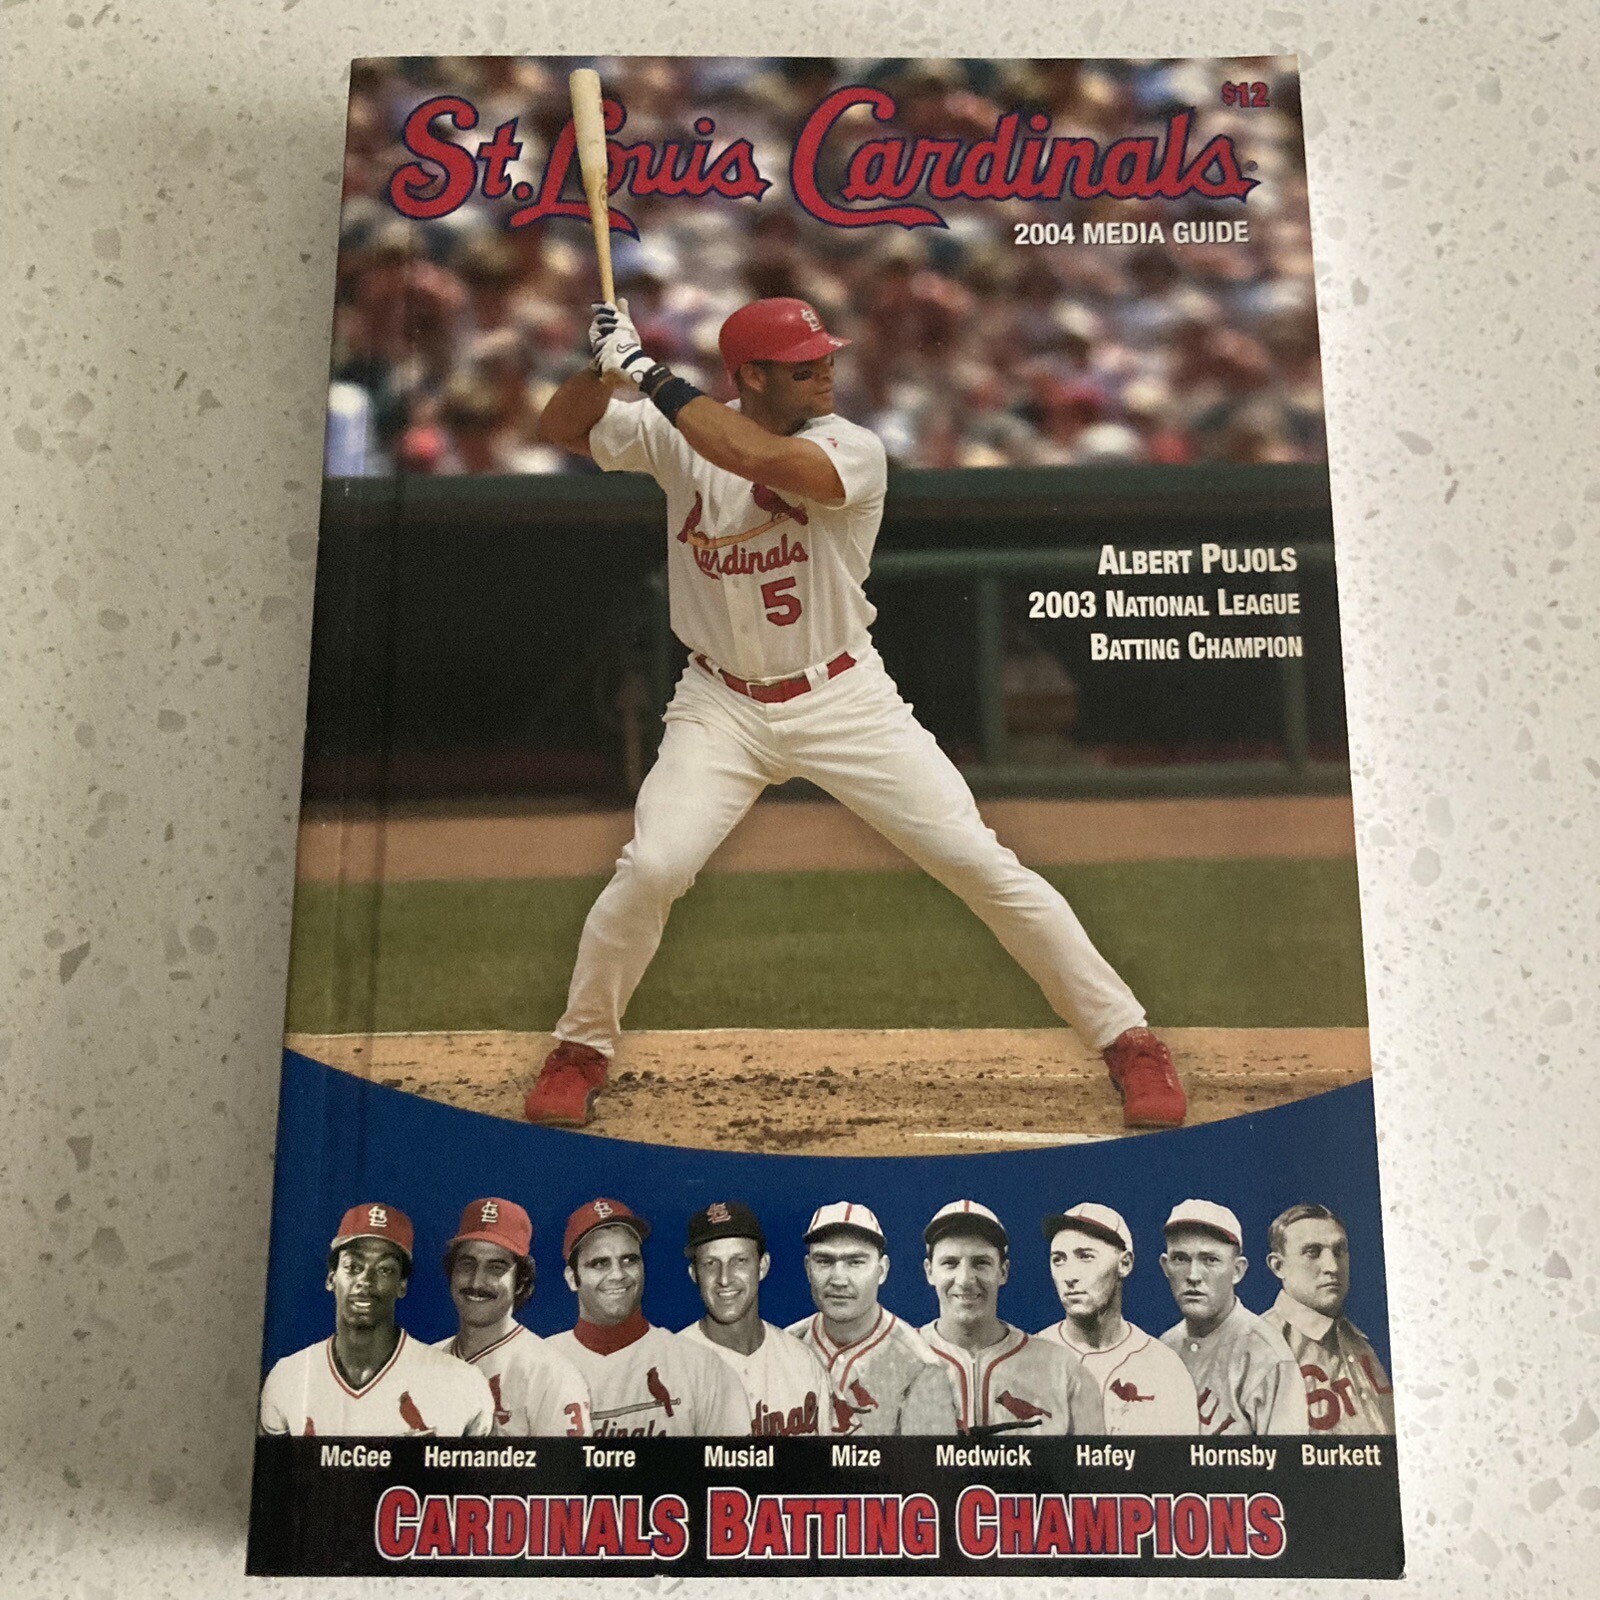 $12
St. Louis Cardinals
2004 MEDIA GUIDE
Cardinals
5
ALBERT PUJOLS
2003 NATIONAL LEAGUE
BATTING CHAMPION
McGee Hernandez Torre Musial Mize Medwick Hafey Hornsby Burkett
CARDINALS BATTING CHAMPIONS